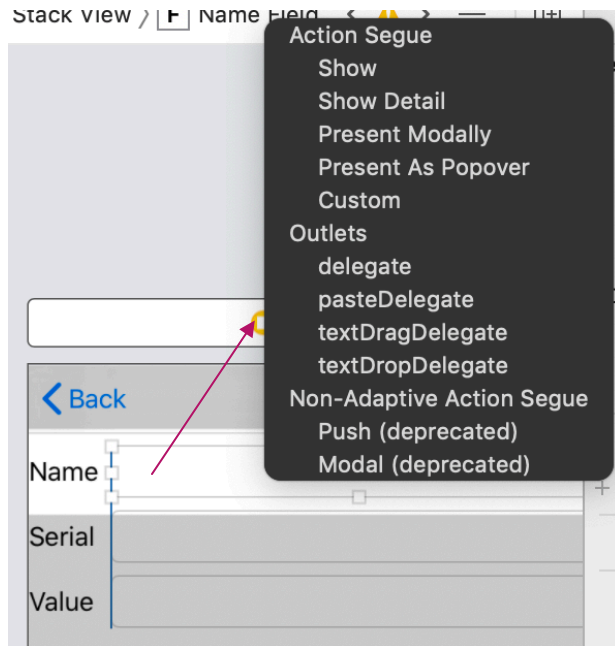 Stack View 〉 F Name Field < >
Action Segue
Show
Show Detail
Present Modally
Present As Popover
Custom
Outlets
delegate
pasteDelegate
textDragDelegate
textDropDelegate
Non-Adaptive Action Segue
Push (deprecated)
Modal (deprecated)
Back
Name
Serial
Value